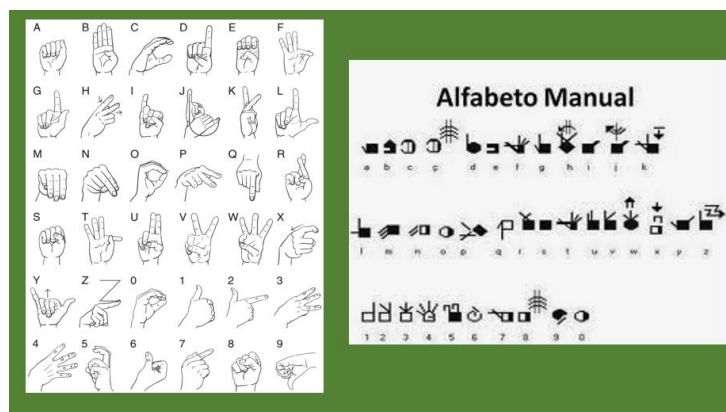 A B C D E F
G H I J K L
M N O P Q R
S T U V W X
Y Z 0 1 2 3
4 5 6 7 8 9
Alfabeto Manual
a b c ç d e f g h i j k
l m n o p q r s t u v w x y z
1 2 3 4 5 6 7 8 9 0